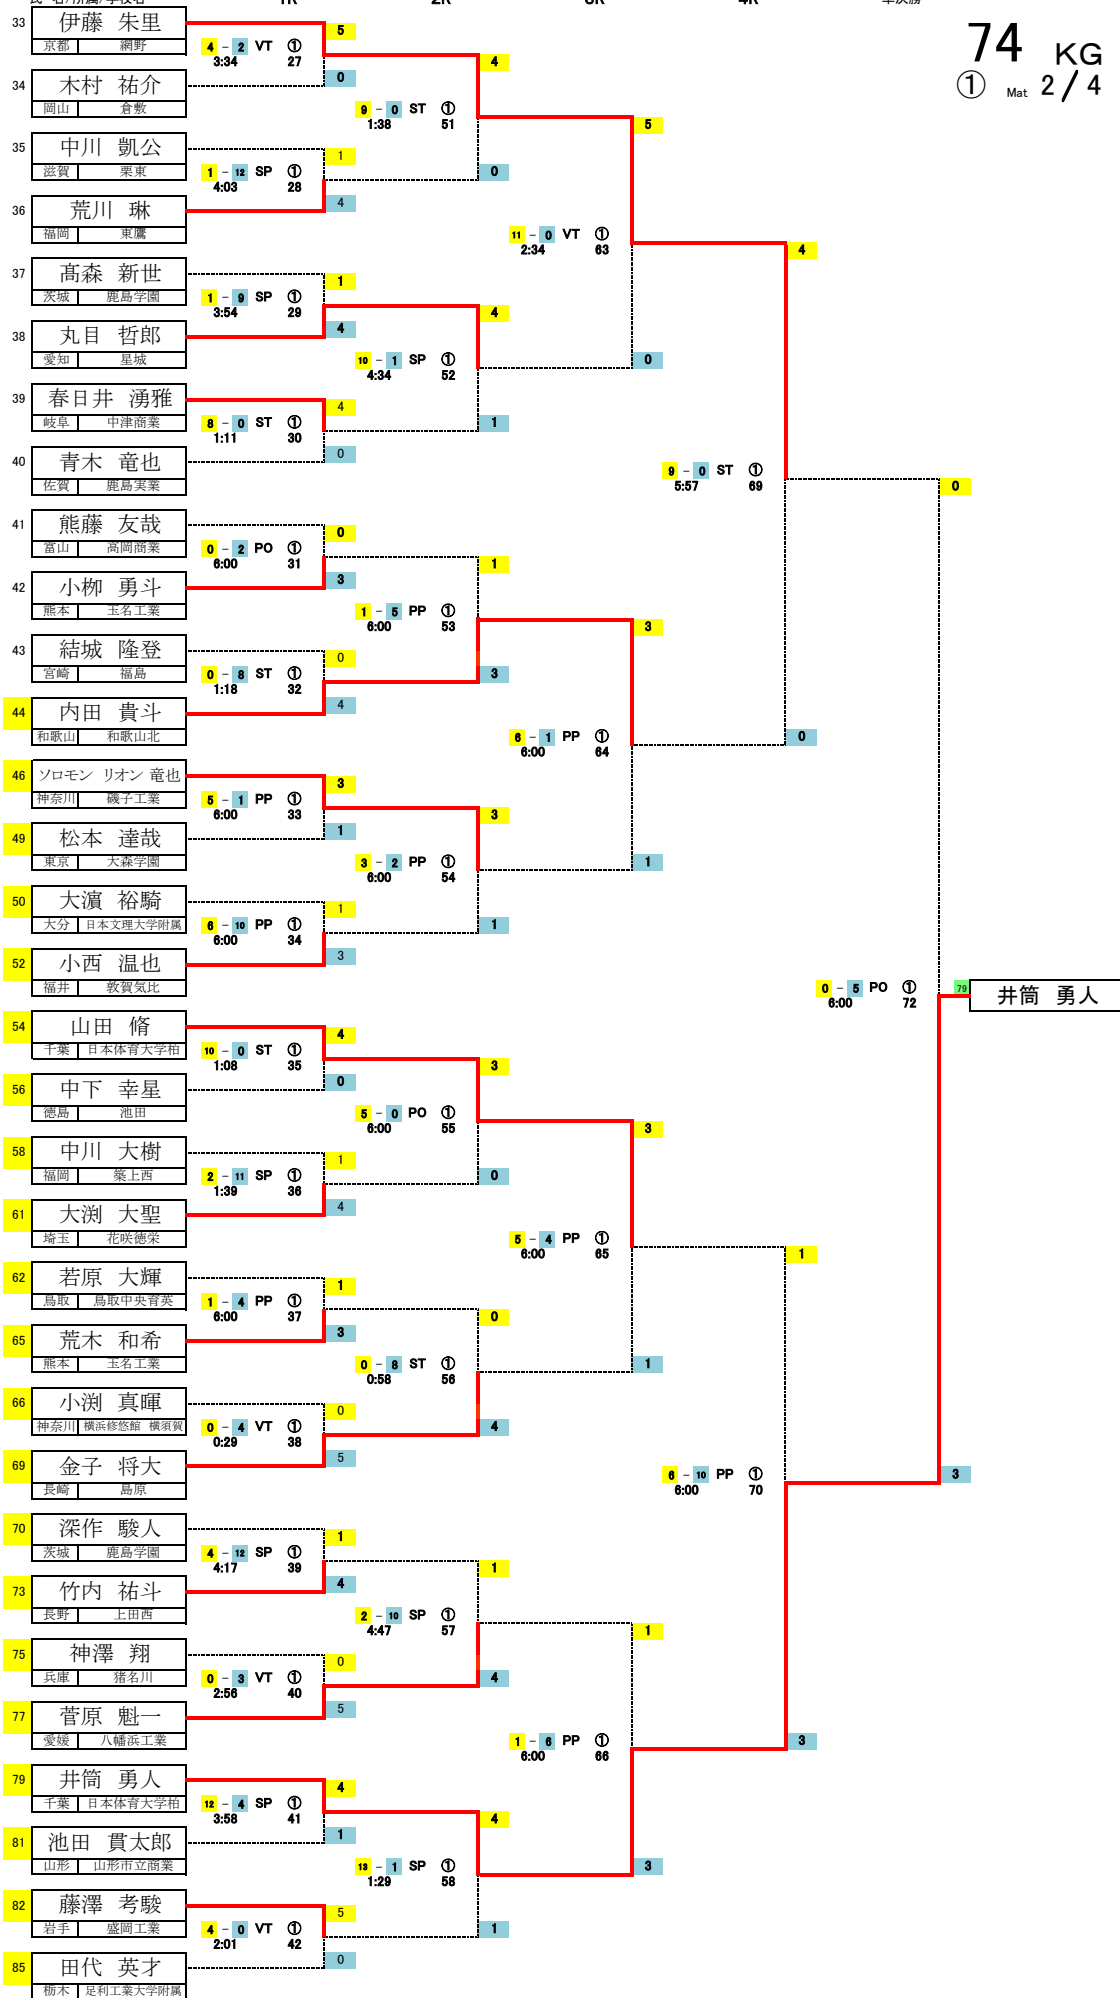 74 KG
① Mat 2/4
33 伊藤 朱里
京都 網野
4 - 2 VT ①
3:34 27
5
0
34 木村 祐介
岡山 倉敷
9 - 0 ST ①
1:38 51
4
0
35 中川 凱公
滋賀 栗東
1 - 12 SP ①
4:03 28
1
4
36 荒川 琳
福岡 東鷹
11 - 0 VT ①
2:34 63
5
0
37 髙森 新世
茨城 鹿島学園
1 - 9 SP ①
3:54 29
1
4
38 丸目 哲郎
愛知 星城
10 - 1 SP ①
4:34 52
4
1
39 春日井 湧雅
岐阜 中津商業
8 - 0 ST ①
1:11 30
4
0
40 青木 竜也
佐賀 鹿島実業
9 - 0 ST ①
5:57 69
4
0
41 熊藤 友哉
富山 高岡商業
0 - 2 PO ①
6:00 31
0
3
42 小栁 勇斗
熊本 玉名工業
1 - 5 PP ①
6:00 53
1
3
43 結城 隆登
宮崎 福島
0 - 8 ST ①
1:18 32
0
4
44 内田 貴斗
和歌山 和歌山北
6 - 1 PP ①
6:00 64
3
1
46 ソロモン リオン 竜也
神奈川 磯子工業
5 - 1 PP ①
6:00 33
3
1
49 松本 達哉
東京 大森学園
3 - 2 PP ①
6:00 54
3
1
50 大濵 裕騎
大分 日本文理大学附属
6 - 10 PP ①
6:00 34
1
3
52 小西 温也
福井 敦賀気比
0 - 5 PO ①
6:00 72
0
3
79 井筒 勇人
54 山田 脩
千葉 日本体育大学柏
10 - 0 ST ①
1:08 35
4
0
56 中下 幸星
徳島 池田
5 - 0 PO ①
6:00 55
3
0
58 中川 大樹
福岡 築上西
2 - 11 SP ①
1:39 36
1
4
61 大渕 大聖
埼玉 花咲徳栄
5 - 4 PP ①
6:00 65
3
1
62 若原 大輝
鳥取 鳥取中央育英
1 - 4 PP ①
6:00 37
1
3
65 荒木 和希
熊本 玉名工業
0 - 8 ST ①
0:58 56
0
4
66 小渕 真暉
神奈川 横浜修悠館 横須賀
0 - 4 VT ①
0:29 38
0
5
69 金子 将大
長崎 島原
6 - 10 PP ①
6:00 70
1
3
70 深作 駿人
茨城 鹿島学園
4 - 12 SP ①
4:17 39
1
4
73 竹内 祐斗
長野 上田西
2 - 10 SP ①
4:47 57
1
4
75 神澤 翔
兵庫 猪名川
0 - 3 VT ①
2:56 40
0
5
77 菅原 魁一
愛媛 八幡浜工業
1 - 6 PP ①
6:00 66
1
3
79 井筒 勇人
千葉 日本体育大学柏
12 - 4 SP ①
3:58 41
4
1
81 池田 貫太郎
山形 山形市立商業
13 - 1 SP ①
1:29 58
4
1
82 藤澤 考駿
岩手 盛岡工業
4 - 0 VT ①
2:01 42
5
0
85 田代 英才
栃木 足利工業大学附属